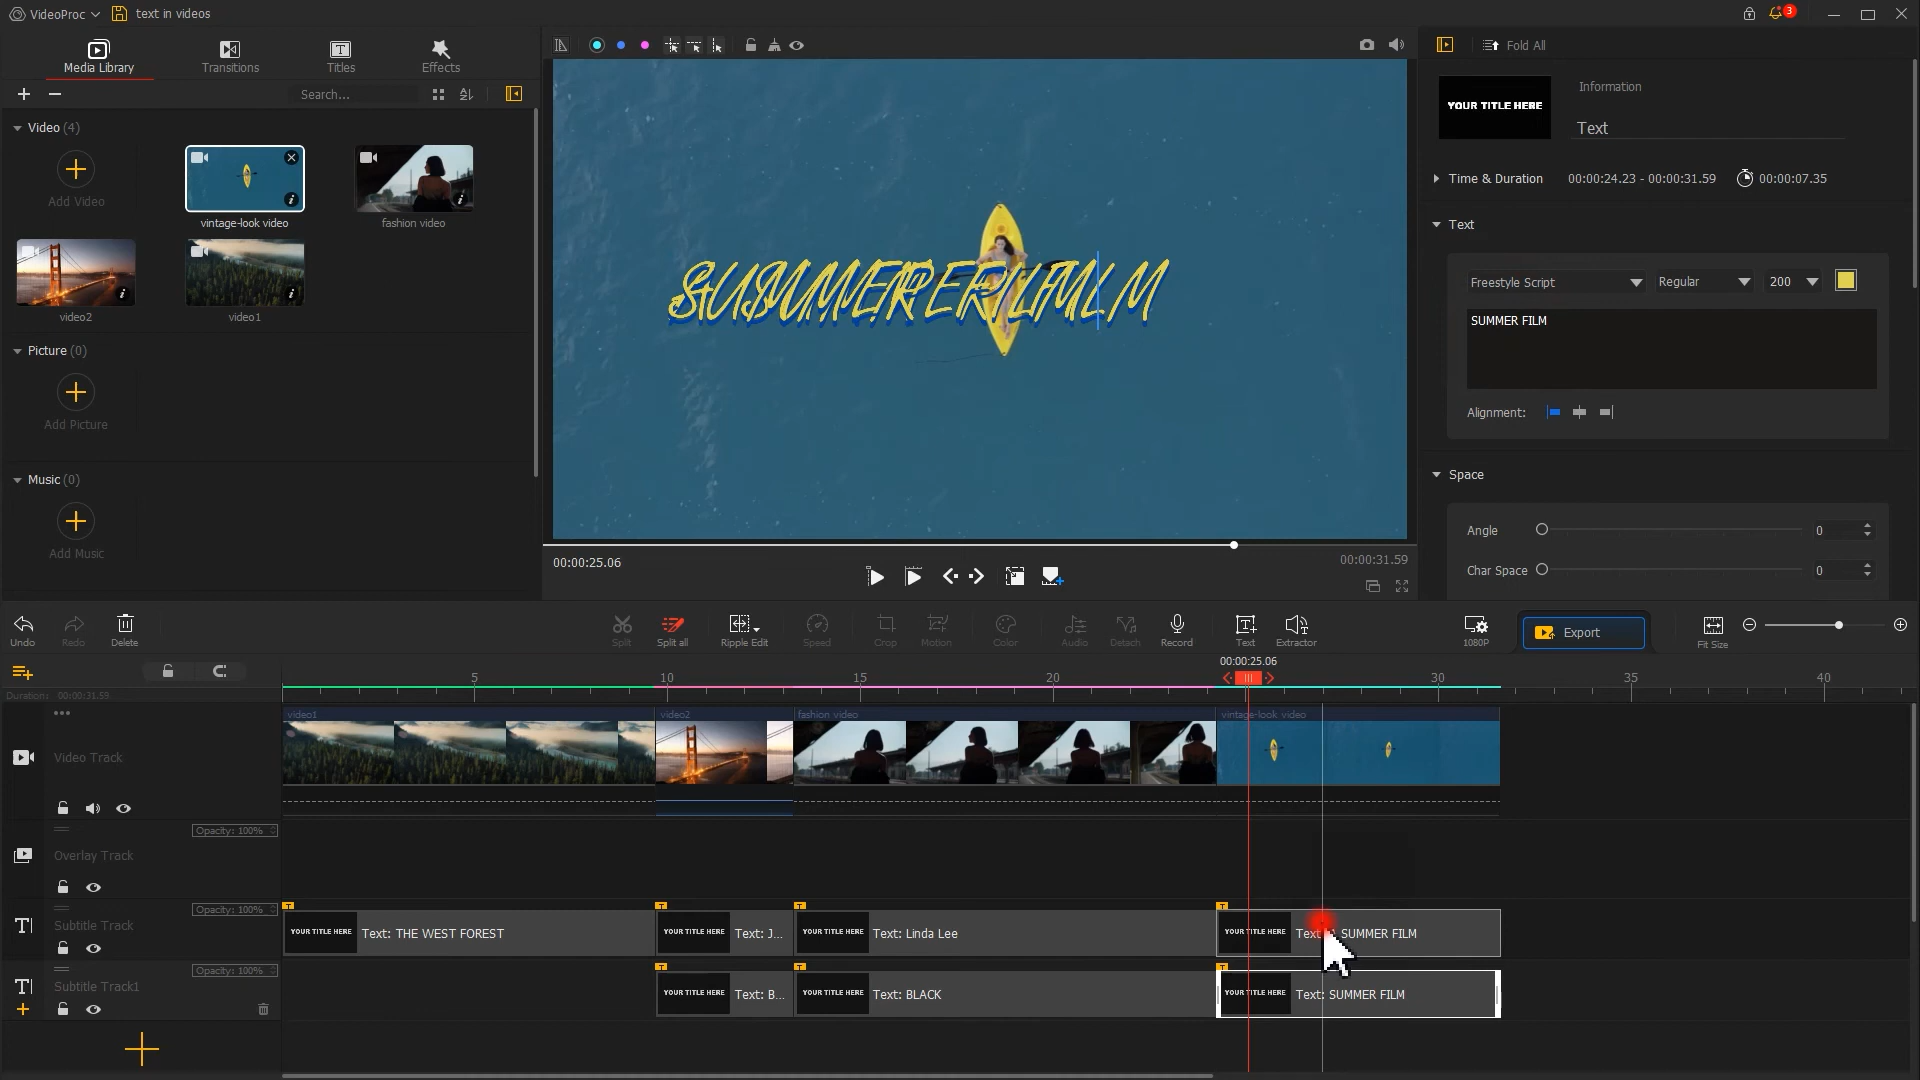 VideoProc
text in videos
3
Media Library
Transitions
Titles
Effects
Search...
Video (4)
Add Video
vintage-look video
fashion video
video2
video1
Picture (0)
Add Picture
Music (0)
Add Music
00:00:25.06
00:00:31.59
Fold All
YOUR TITLE HERE
Information
Text
Time & Duration
00:00:24.23 - 00:00:31.59
00:00:07.35
Text
Freestyle Script
Regular
200
SUMMER FILM
Alignment:
Space
Angle
0
Char Space
0
Undo
Redo
Delete
Split
Split all
Ripple Edit
Speed
Crop
Motion
Color
Audio
Detach
Record
Text
Extractor
1080P
Export
Fit Size
00:00:25.06
Duration: 00:00:31.59
5
10
15
20
30
35
40
video1
video2
fashion video
vintage-look video
Video Track
Opacity: 100%
Overlay Track
Opacity: 100%
Subtitle Track
YOUR TITLE HERE
Text: THE WEST FOREST
YOUR TITLE HERE
Text: J...
YOUR TITLE HERE
Text: Linda Lee
YOUR TITLE HERE
SUMMER FILM
Opacity: 100%
Subtitle Track1
YOUR TITLE HERE
Text: B...
YOUR TITLE HERE
Text: BLACK
YOUR TITLE HERE
Text: SUMMER FILM